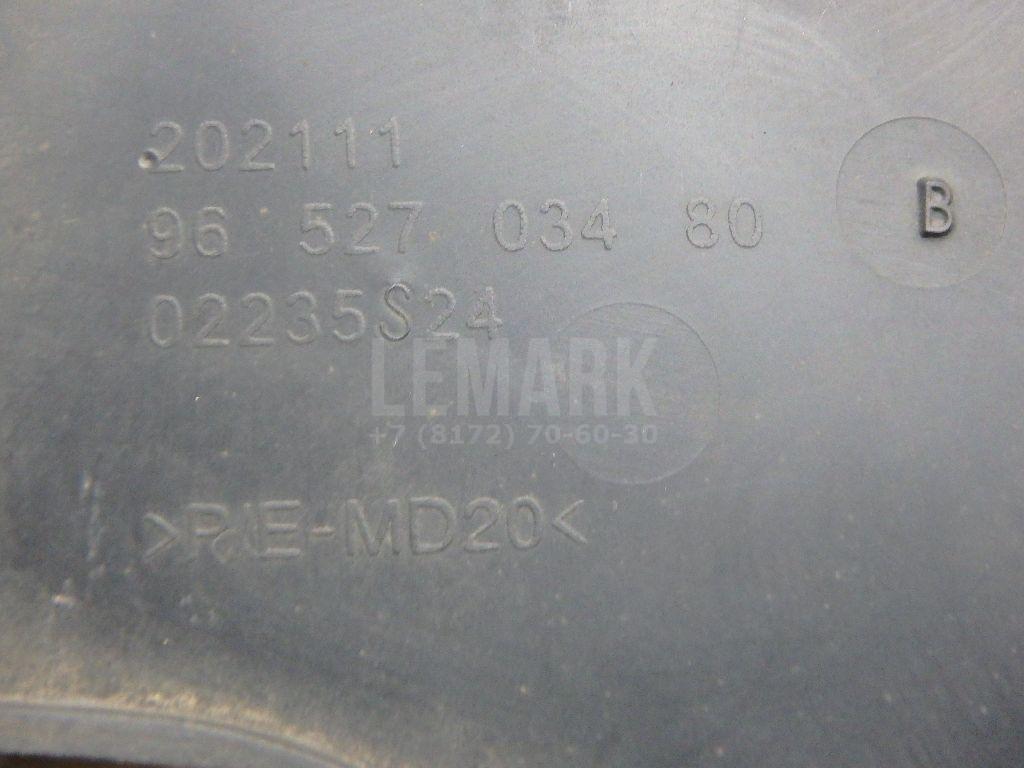 202111
96 527 034 80
B
02235S24
LEMARK
+7 (8172) 70-60-30
>P/E-MD20<